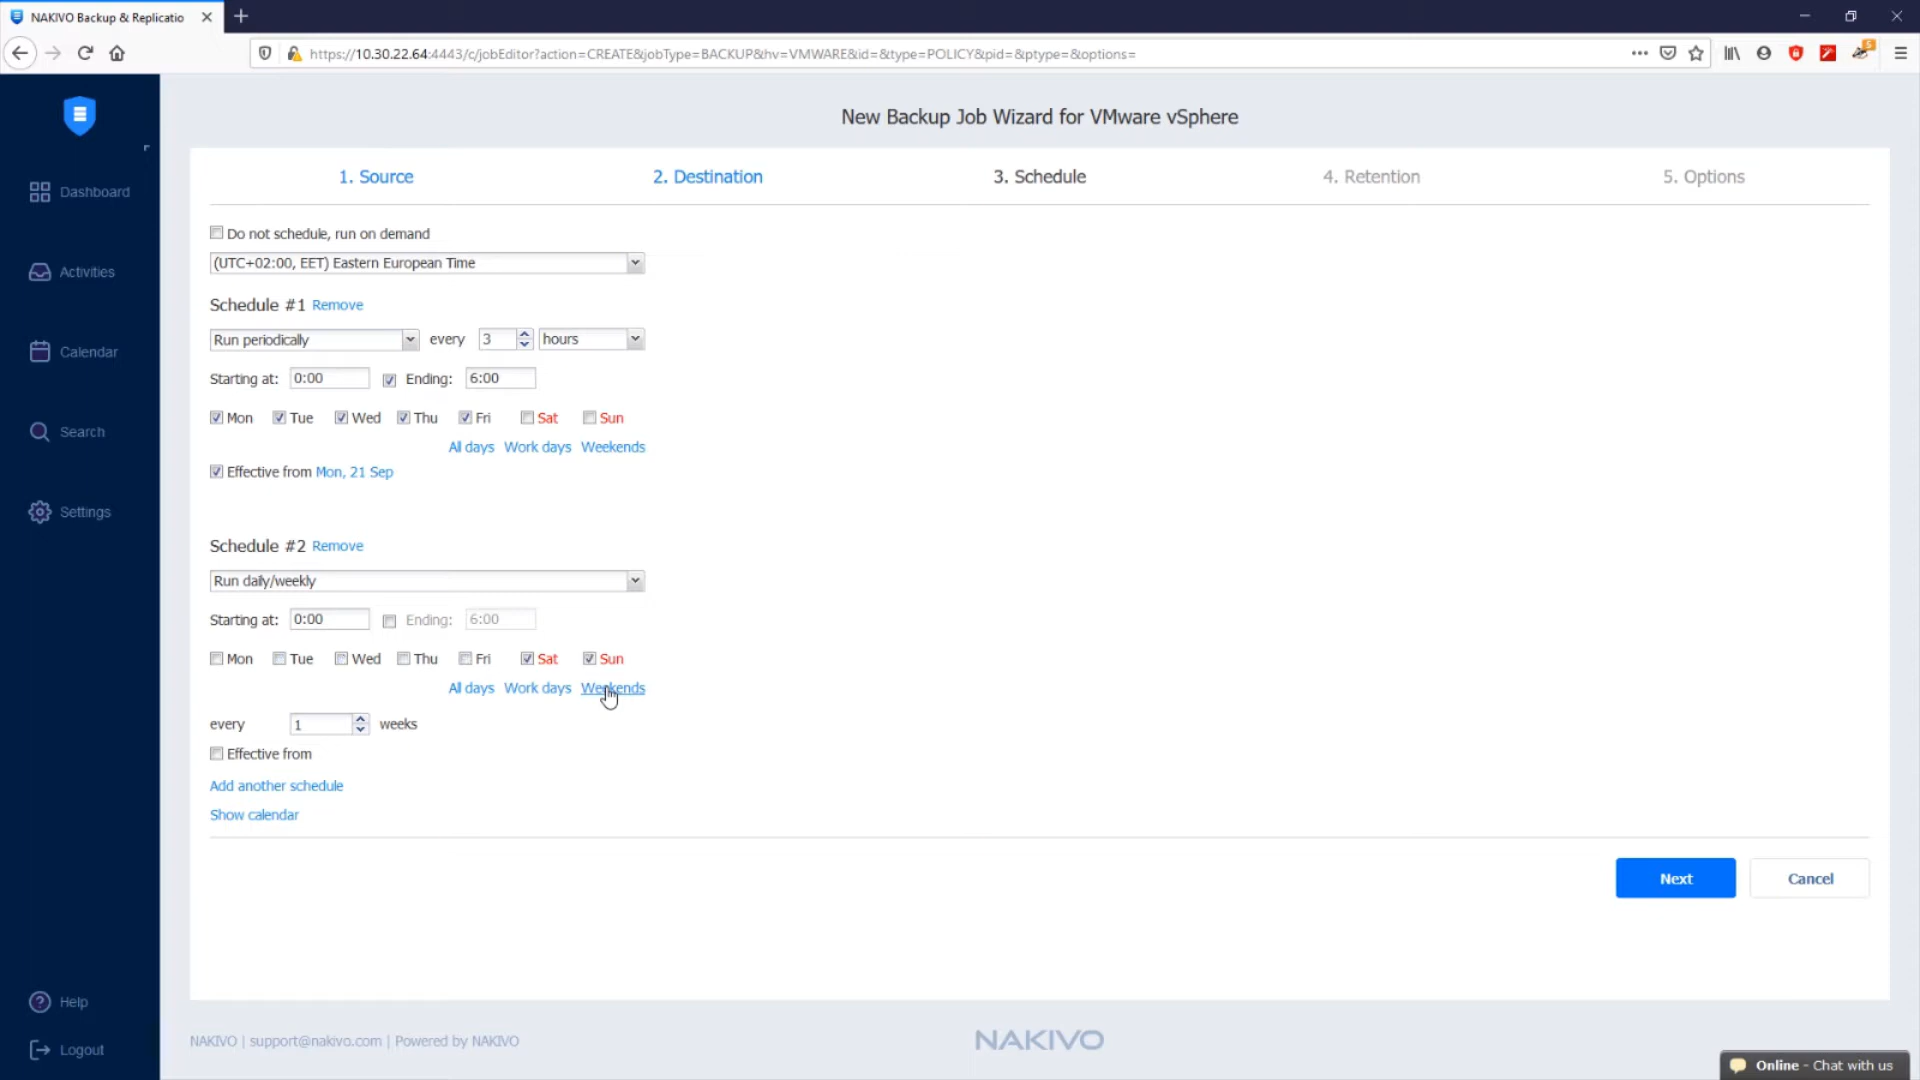 NAKIVO Backup & Replicatio
https://10.30.22.64:4443/c/jobEditor?action=CREATE&jobType=BACKUP&hv=VMWARE&id=&type=POLICY&pid=&ptype=&options=
5
New Backup Job Wizard for VMware vSphere
Dashboard
Activities
Calendar
Search
Settings
Help
Logout
1. Source 2. Destination 3. Schedule 4. Retention 5. Options
Do not schedule, run on demand
(UTC+02:00, EET) Eastern European Time
Schedule #1 Remove
Run periodically every 3 hours
Starting at: 0:00 Ending: 6:00
Mon Tue Wed Thu Fri Sat Sun
All days Work days Weekends
Effective from Mon, 21 Sep
Schedule #2 Remove
Run daily/weekly
Starting at: 0:00 Ending: 6:00
Mon Tue Wed Thu Fri Sat Sun
All days Work days Weekends
every 1 weeks
Effective from
Add another schedule
Show calendar
Next Cancel
NAKIVO | support@nakivo.com | Powered by NAKIVO
NAKIVO
Online - Chat with us